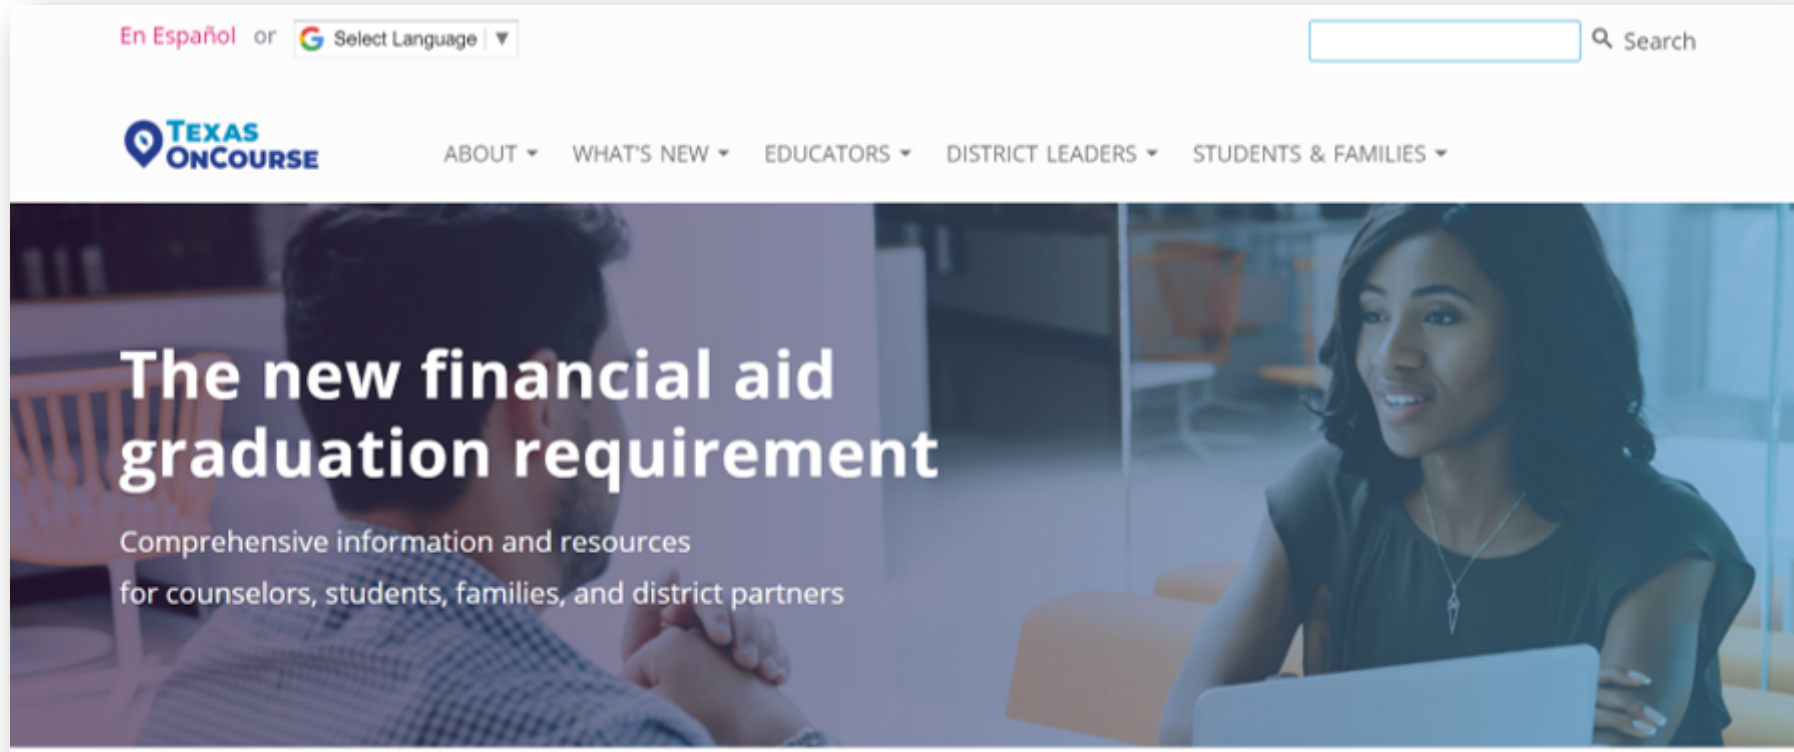 En Español or Select Language ▼
Search
TEXAS
ONCOURSE
ABOUT WHAT'S NEW EDUCATORS DISTRICT LEADERS STUDENTS & FAMILIES
The new financial aid
graduation requirement
Comprehensive information and resources
for counselors, students, families, and district partners